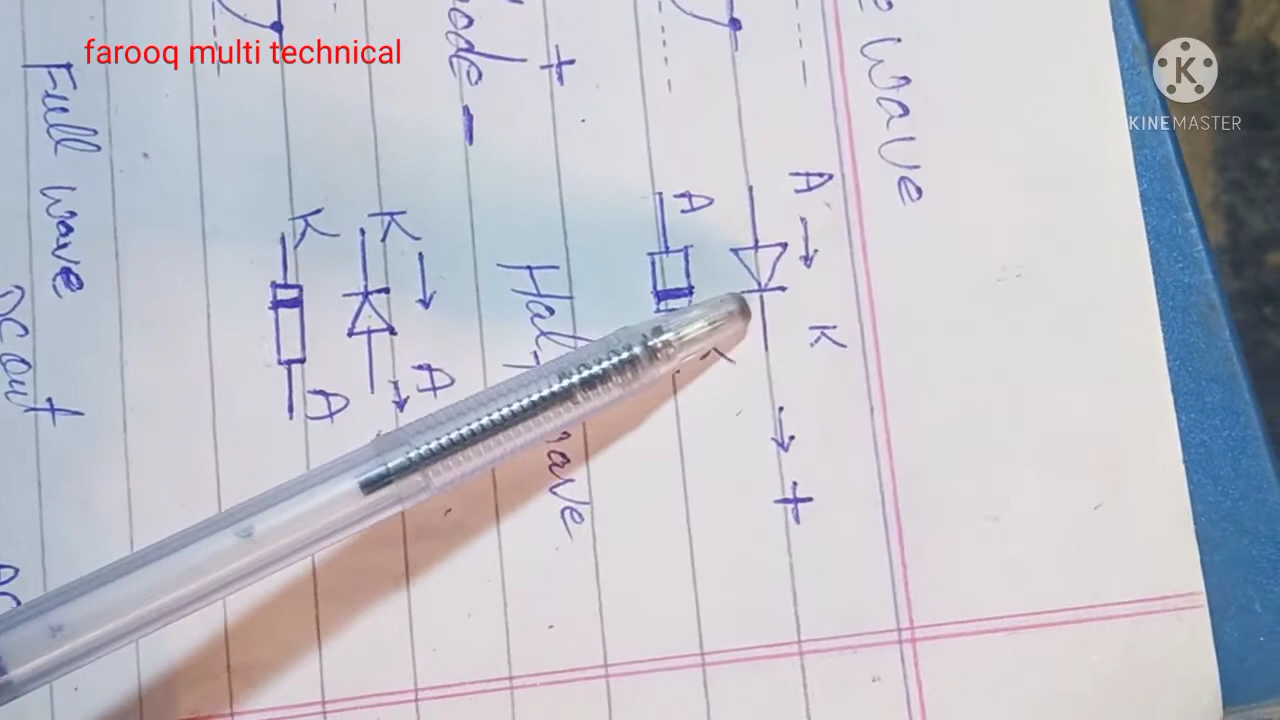 farooq multi technical
K
KINEMASTER
e wave
A → K → +
A K
ode -
+
Half wave
K → A →
K A
Full wave
DC out